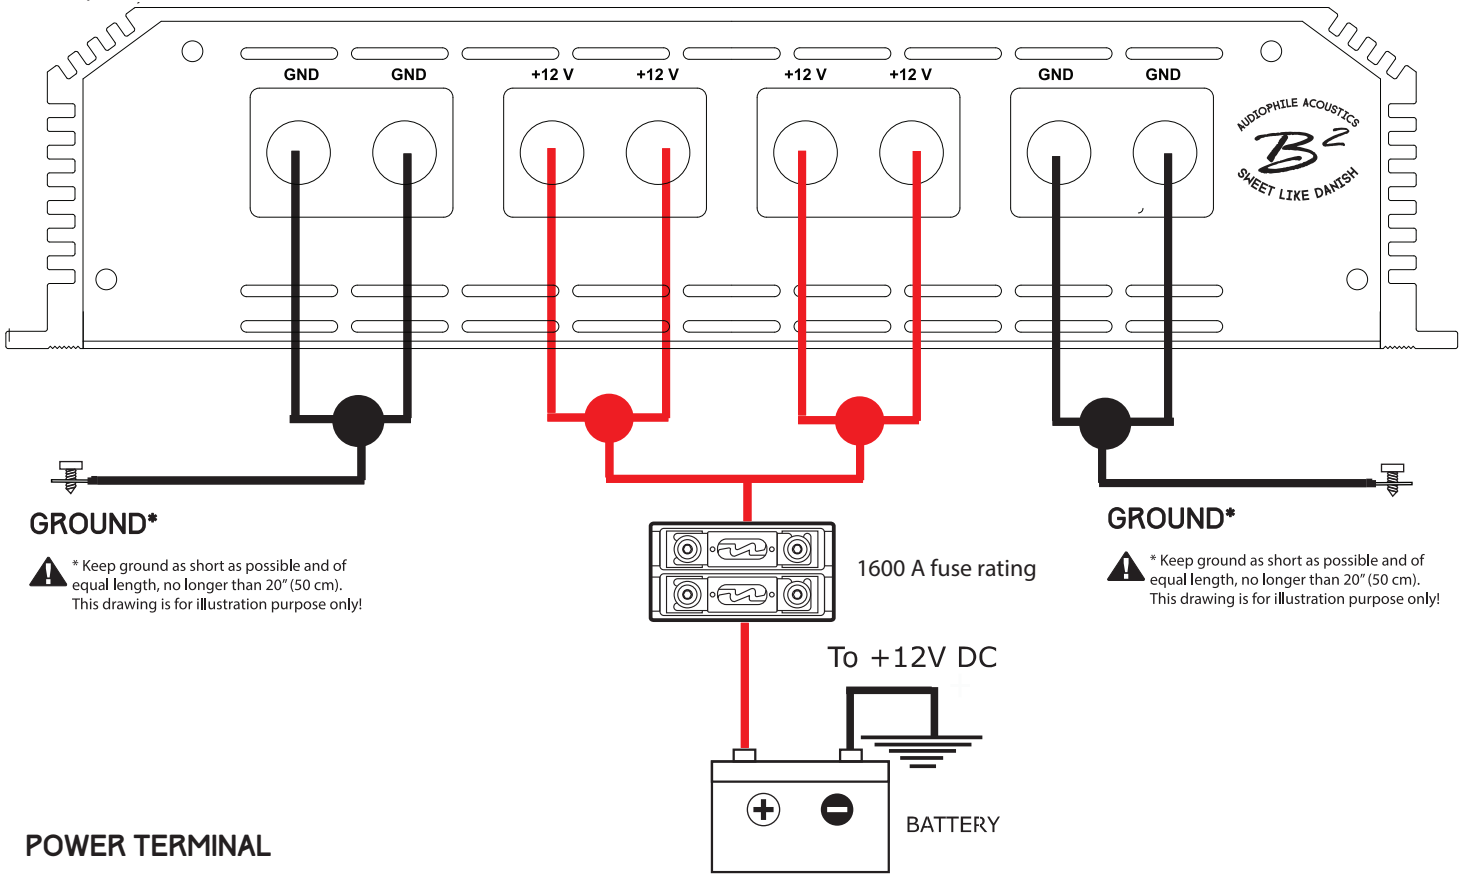 GND GND +12 V +12 V +12 V +12 V GND GND
AUDIOPHILE ACOUSTICS
B2
SWEET LIKE DANISH
GROUND*
* Keep ground as short as possible and of
equal length, no longer than 20" (50 cm).
This drawing is for illustration purpose only!
1600 A fuse rating
GROUND*
* Keep ground as short as possible and of
equal length, no longer than 20" (50 cm).
This drawing is for illustration purpose only!
To +12V DC
BATTERY
POWER TERMINAL